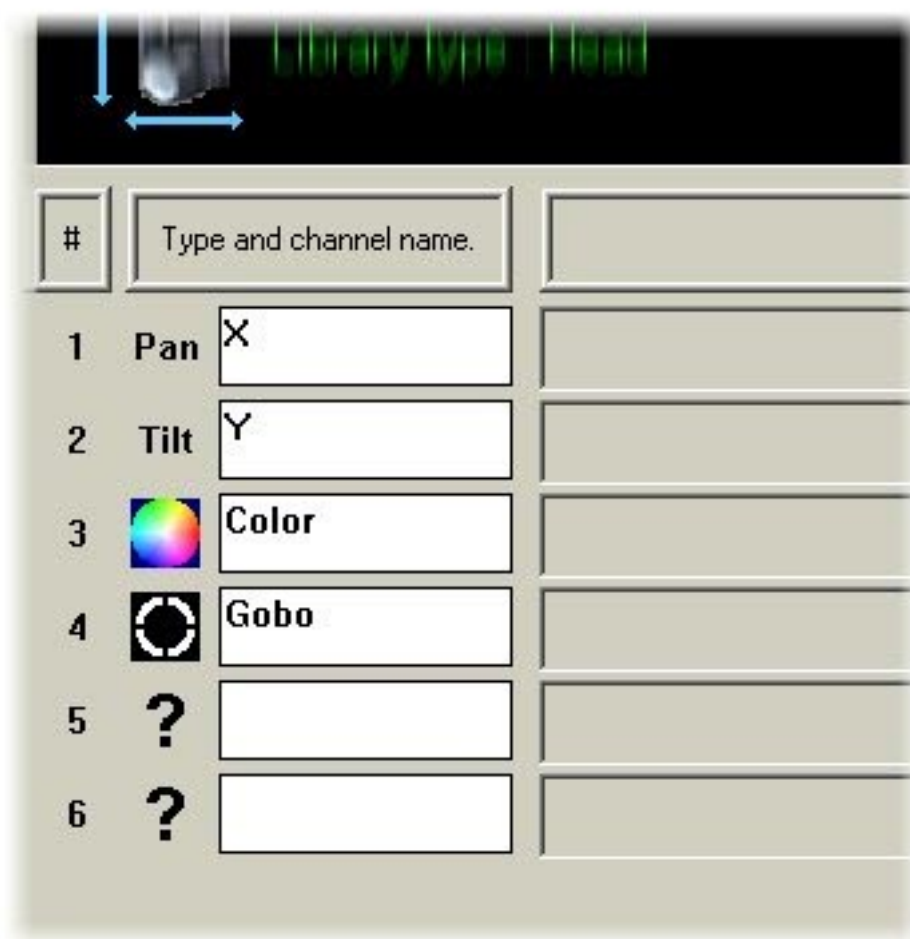 Library type : Head
# Type and channel name.
1 Pan X
2 Tilt Y
3 Color
4 Gobo
5 ?
6 ?